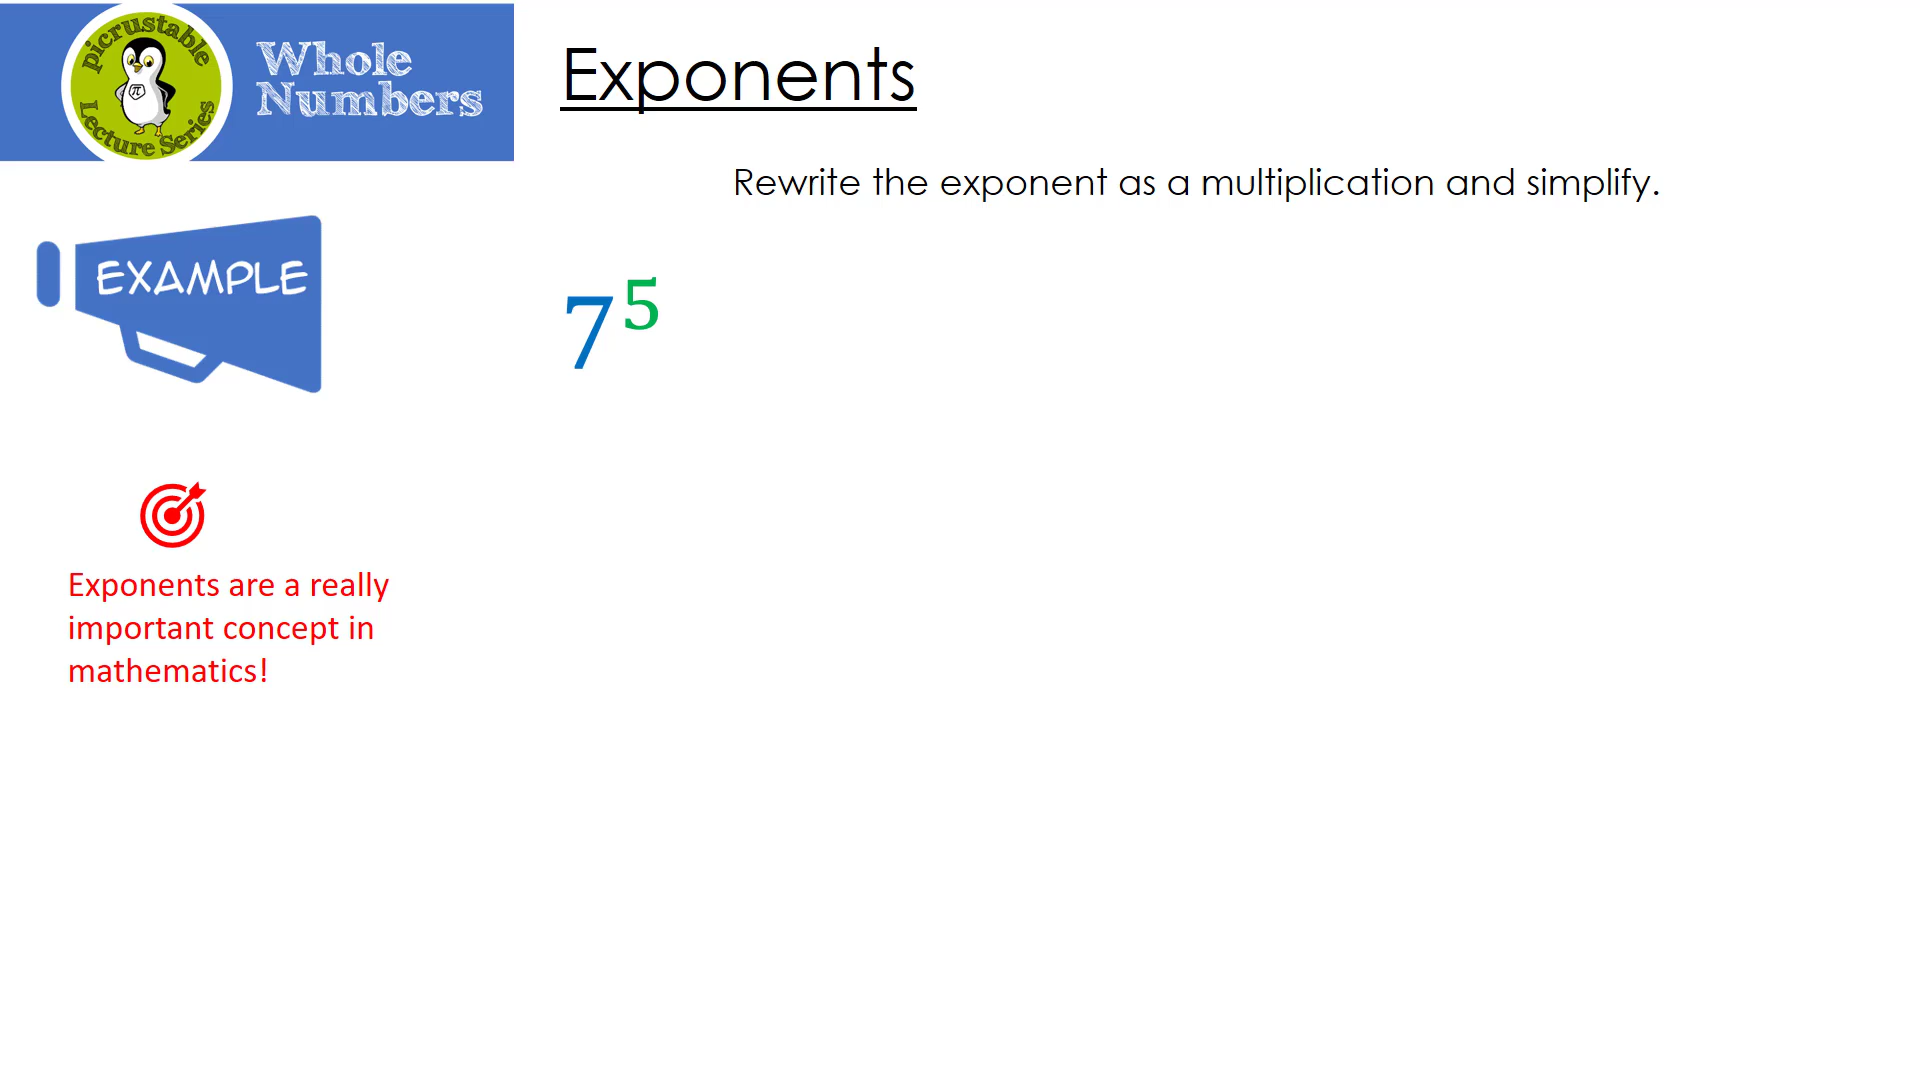 picrustable
Lecture Series
π
Whole
Numbers
Exponents
Rewrite the exponent as a multiplication and simplify.
EXAMPLE
7⁵
Exponents are a really
important concept in
mathematics!